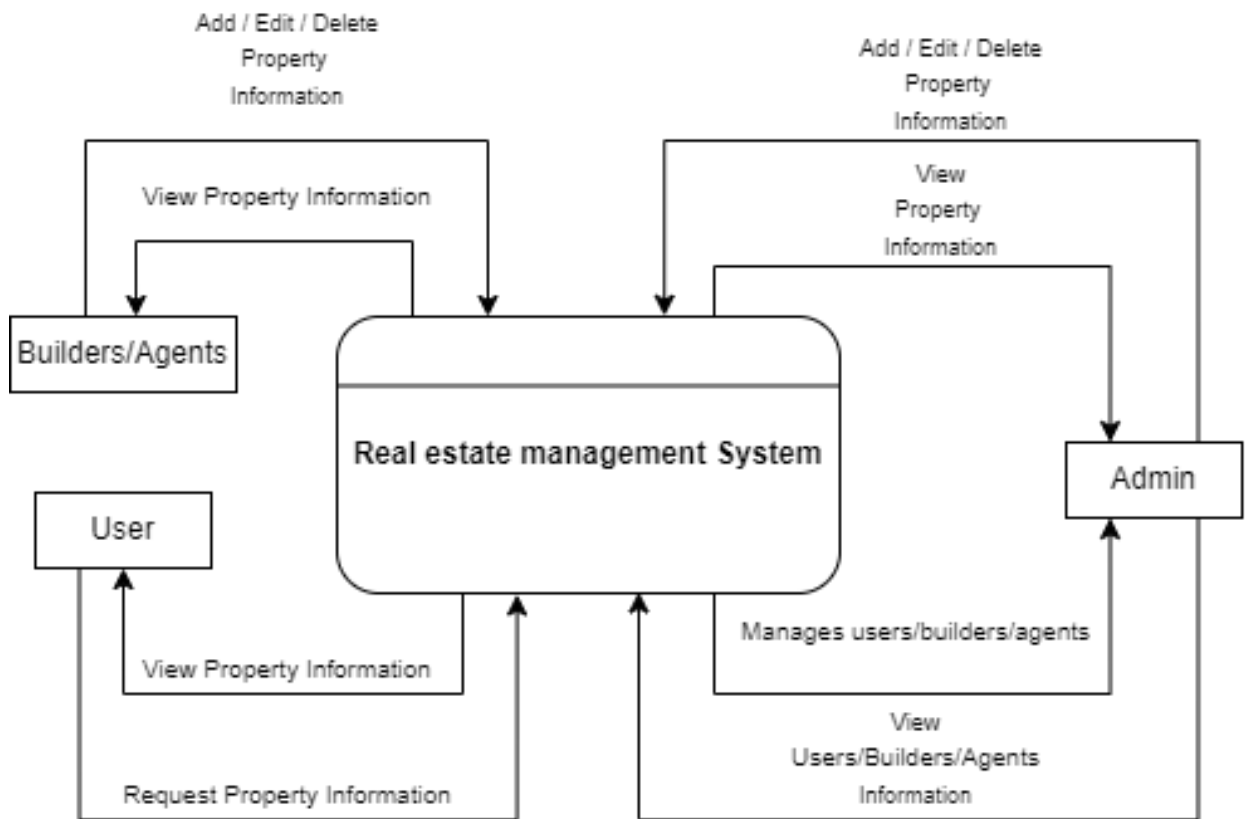 Add / Edit / Delete
Property
Information
Add / Edit / Delete
Property
Information
View Property Information
View
Property
Information
Builders/Agents
Real estate management System
Admin
User
Manages users/builders/agents
View Property Information
View
Users/Builders/Agents
Information
Request Property Information